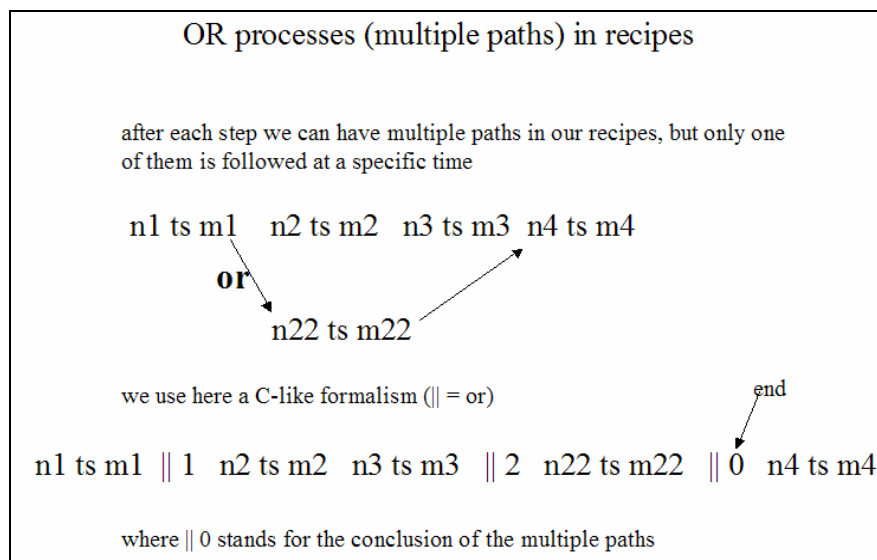 OR processes (multiple paths) in recipes
after each step we can have multiple paths in our recipes, but only one
of them is followed at a specific time
n1 ts m1 n2 ts m2 n3 ts m3 n4 ts m4
or
n22 ts m22
we use here a C-like formalism (|| = or)
end
n1 ts m1 || 1 n2 ts m2 n3 ts m3 || 2 n22 ts m22 || 0 n4 ts m4
where || 0 stands for the conclusion of the multiple paths